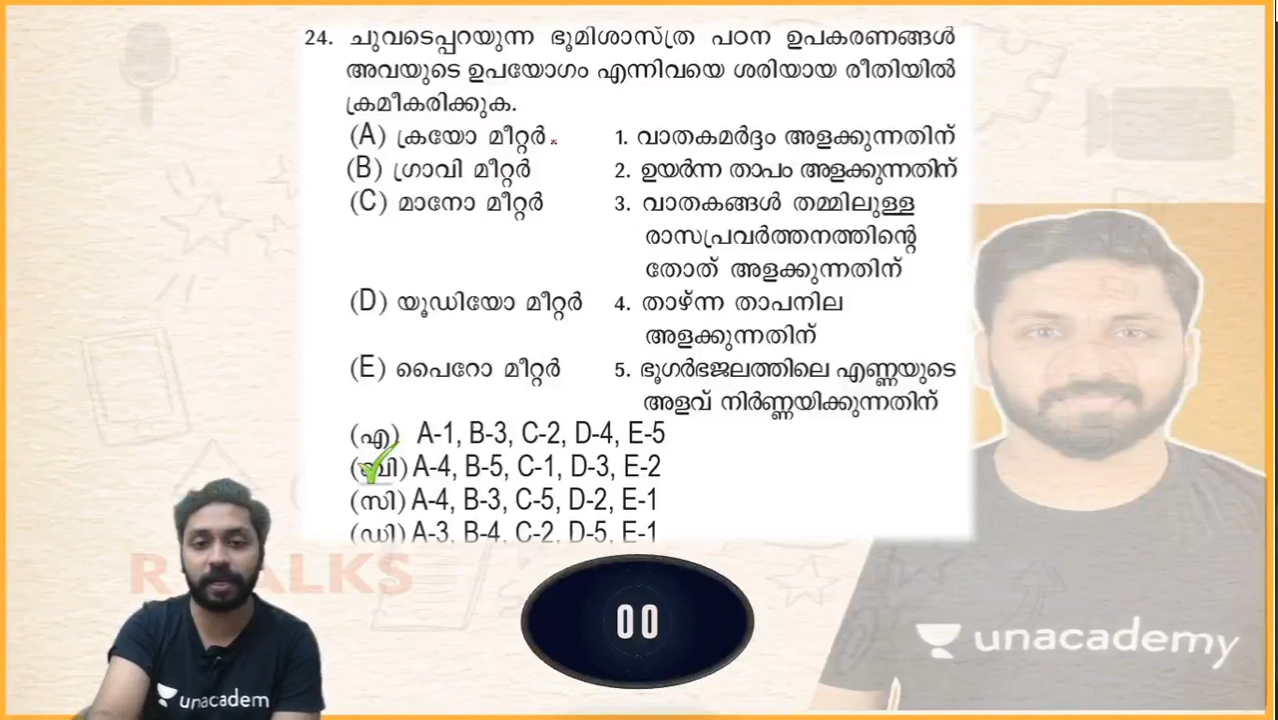 24. ചുവടെപ്പറയുന്ന ഭൂമിശാസ്ത്ര പഠന ഉപകരണങ്ങൾ
അവയുടെ ഉപയോഗം എന്നിവയെ ശരിയായ രീതിയിൽ
ക്രമീകരിക്കുക.
(A) ക്രയോ മീറ്റർ 1. വാതകമർദ്ദം അളക്കുന്നതിന്
(B) ഗ്രാവി മീറ്റർ 2. ഉയർന്ന താപം അളക്കുന്നതിന്
(C) മാനോ മീറ്റർ 3. വാതകങ്ങൾ തമ്മിലുള്ള
രാസപ്രവർത്തനത്തിന്റെ
തോത് അളക്കുന്നതിന്
(D) യൂഡിയോ മീറ്റർ 4. താഴ്ന്ന താപനില
അളക്കുന്നതിന്
(E) പൈറോ മീറ്റർ 5. ഭൂഗർഭജലത്തിലെ എണ്ണയുടെ
അളവ് നിർണ്ണയിക്കുന്നതിന്
(എ) A-1, B-3, C-2, D-4, E-5
(ബി) A-4, B-5, C-1, D-3, E-2
(സി) A-4, B-3, C-5, D-2, E-1
(ഡി) A-3, B-4, C-2, D-5, E-1
00
unacademy
unacadem